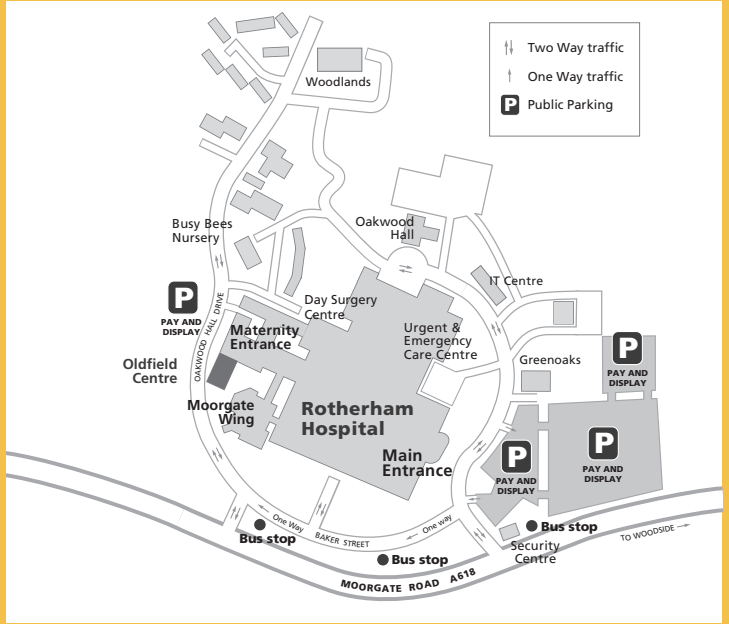 Two Way traffic
One Way traffic
P Public Parking
Woodlands
Busy Bees
Nursery
Oakwood
Hall
IT Centre
P
PAY AND
DISPLAY
OAKWOOD HALL DRIVE
Day Surgery
Centre
Maternity
Entrance
Urgent &
Emergency
Care Centre
Greenoaks
P
PAY AND
DISPLAY
Oldfield
Centre
Moorgate
Wing
Rotherham
Hospital
Main
Entrance
P
PAY AND
DISPLAY
P
PAY AND
DISPLAY
One Way
BAKER STREET
One way
Bus stop
Bus stop
Bus stop
Security
Centre
TO WOODSIDE
MOORGATE ROAD A618